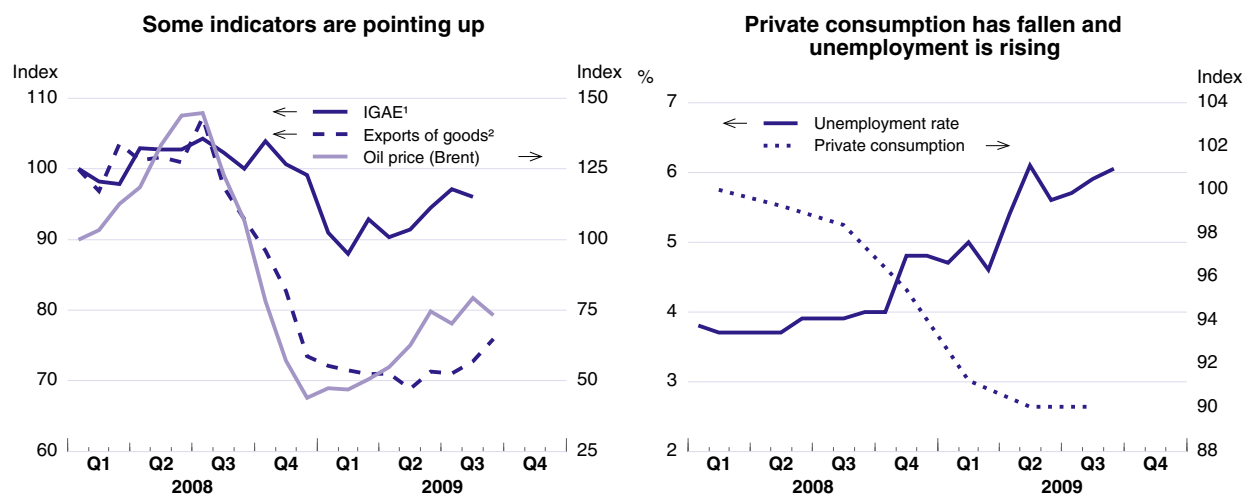 Some indicators are pointing up
Index
Index
110
150
IGAE¹
Exports of goods²
Oil price (Brent)
100
125
90
100
80
75
70
50
60
25
Q1 Q2 Q3 Q4 Q1 Q2 Q3 Q4
2008 2009
Private consumption has fallen and
unemployment is rising
%
Index
7
104
Unemployment rate
Private consumption
102
6
100
98
5
96
4
94
92
3
90
2
88
Q1 Q2 Q3 Q4 Q1 Q2 Q3 Q4
2008 2009